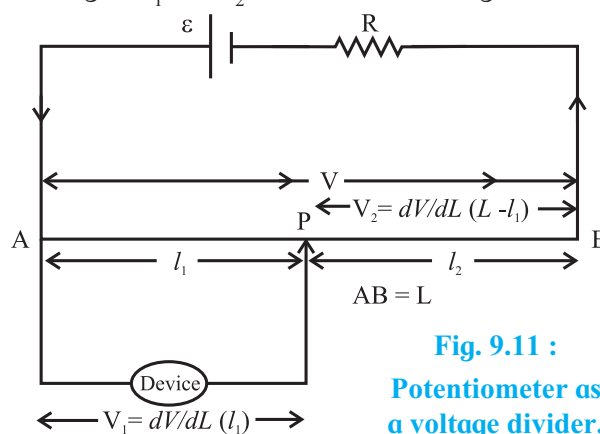 ε
R
V
V₂= dV/dL (L -l₁)
P
A
B
l₁
l₂
AB = L
Device
V₁= dV/dL (l₁)
Fig. 9.11 :
Potentiometer as
a voltage divider.